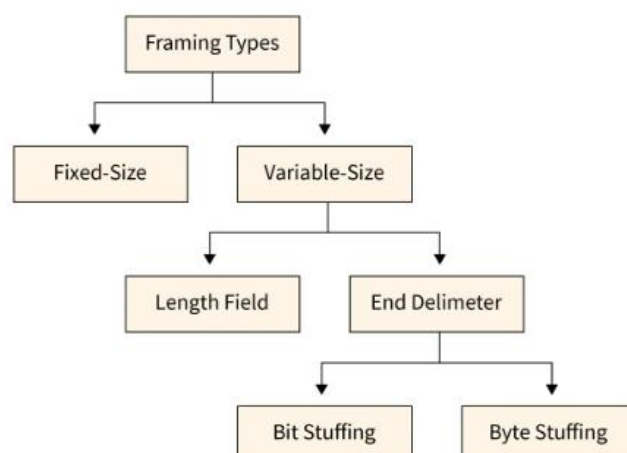 Framing Types
Fixed-Size
Variable-Size
Length Field
End Delimeter
Bit Stuffing
Byte Stuffing